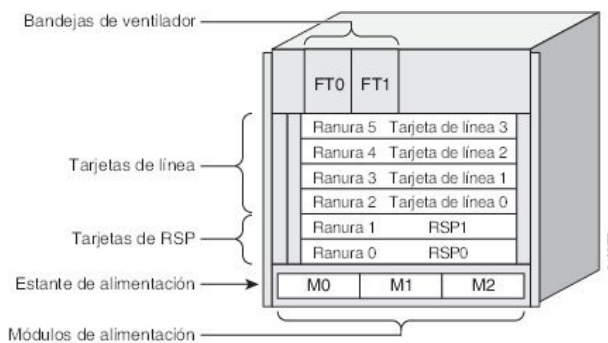 Bandejas de ventilador
FT0 FT1
Ranura 5 Tarjeta de línea 3
Ranura 4 Tarjeta de línea 2
Ranura 3 Tarjeta de línea 1
Ranura 2 Tarjeta de línea 0
Tarjetas de línea
Ranura 1 RSP1
Ranura 0 RSP0
Tarjetas de RSP
Estante de alimentación
M0 M1 M2
Módulos de alimentación